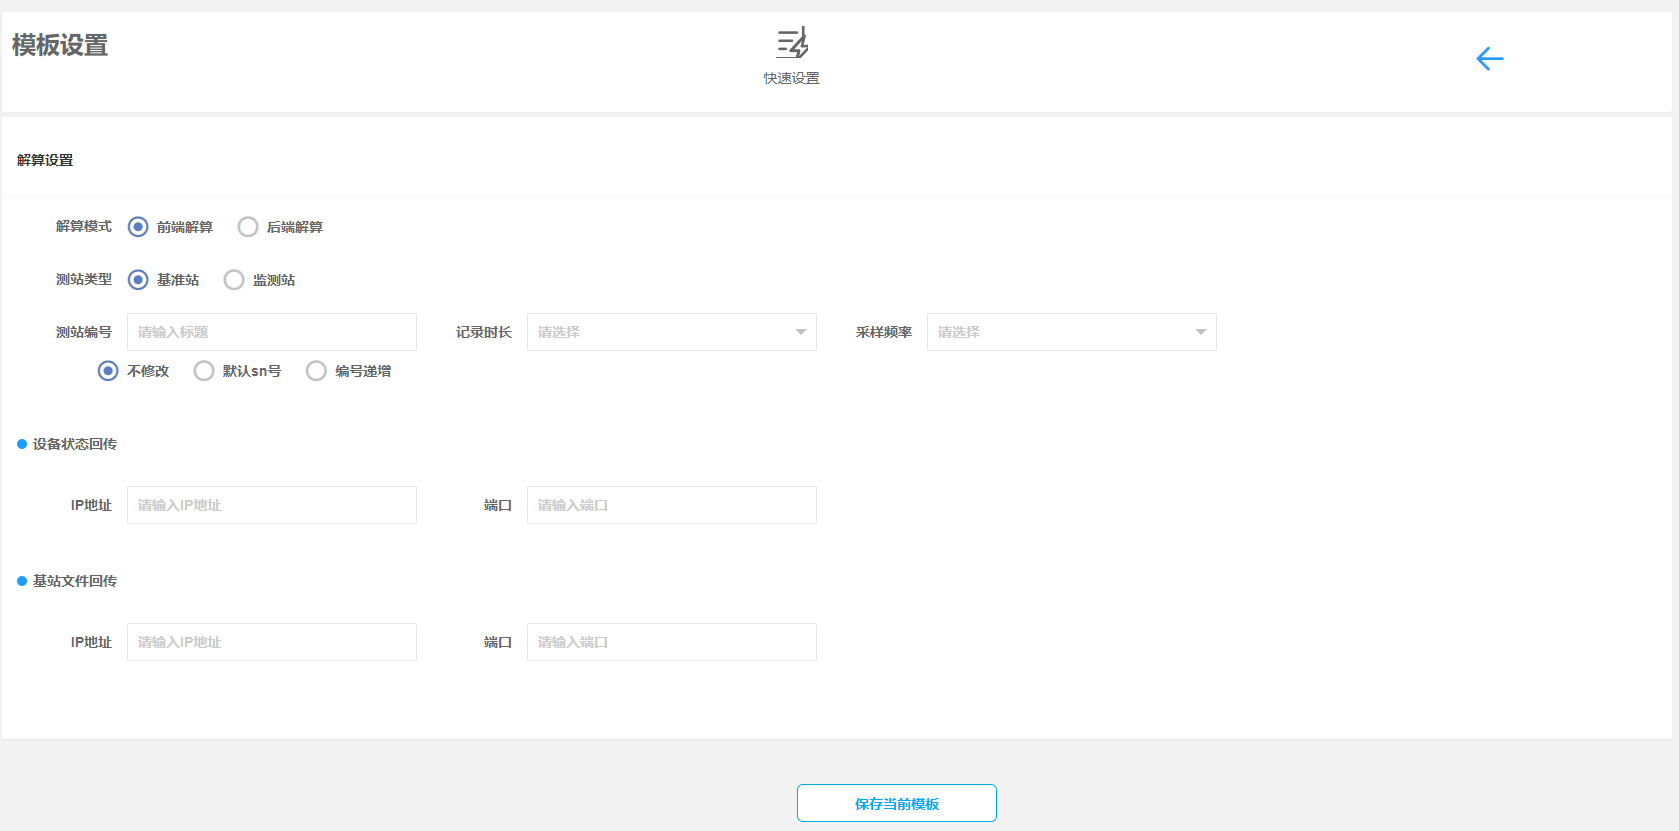 模板设置
快速设置
解算设置
解算模式 前端解算 后端解算
测站类型 基准站 监测站
测站编号 请输入标题 记录时长 请选择 采样频率 请选择
不修改 默认sn号 编号递增
设备状态回传
IP地址 请输入IP地址 端口 请输入端口
基站文件回传
IP地址 请输入IP地址 端口 请输入端口
保存当前模板